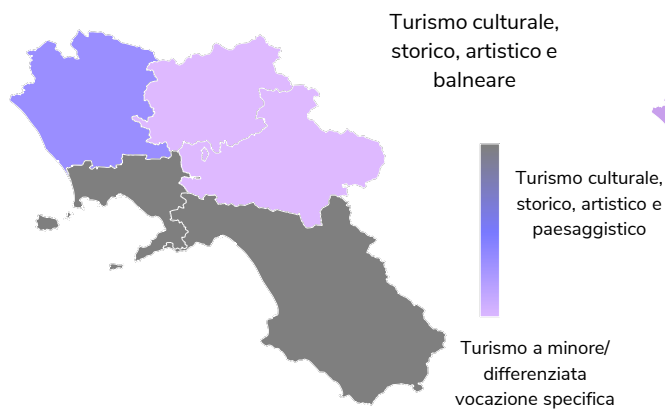 Turismo culturale,
storico, artistico e
balneare
Turismo culturale,
storico, artistico e
paesaggistico
Turismo a minore/
differenziata
vocazione specifica